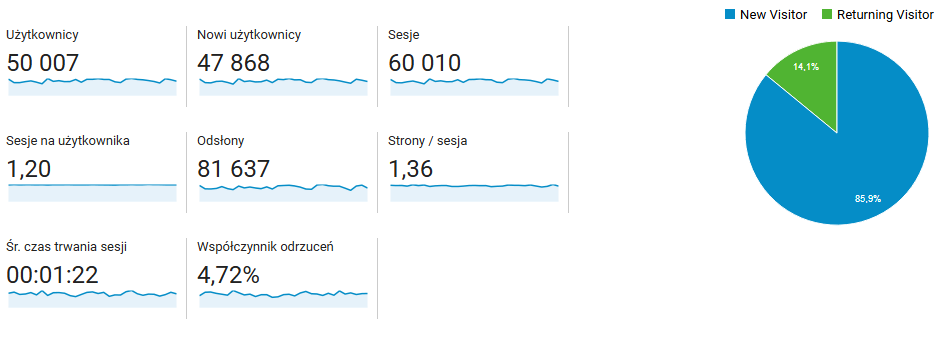 New Visitor
Returning Visitor
Użytkownicy
50 007
Nowi użytkownicy
47 868
Sesje
60 010
Sesje na użytkownika
1,20
Odsłony
81 637
Strony / sesja
1,36
Śr. czas trwania sesji
00:01:22
Współczynnik odrzuceń
4,72%
14,1%
85,9%